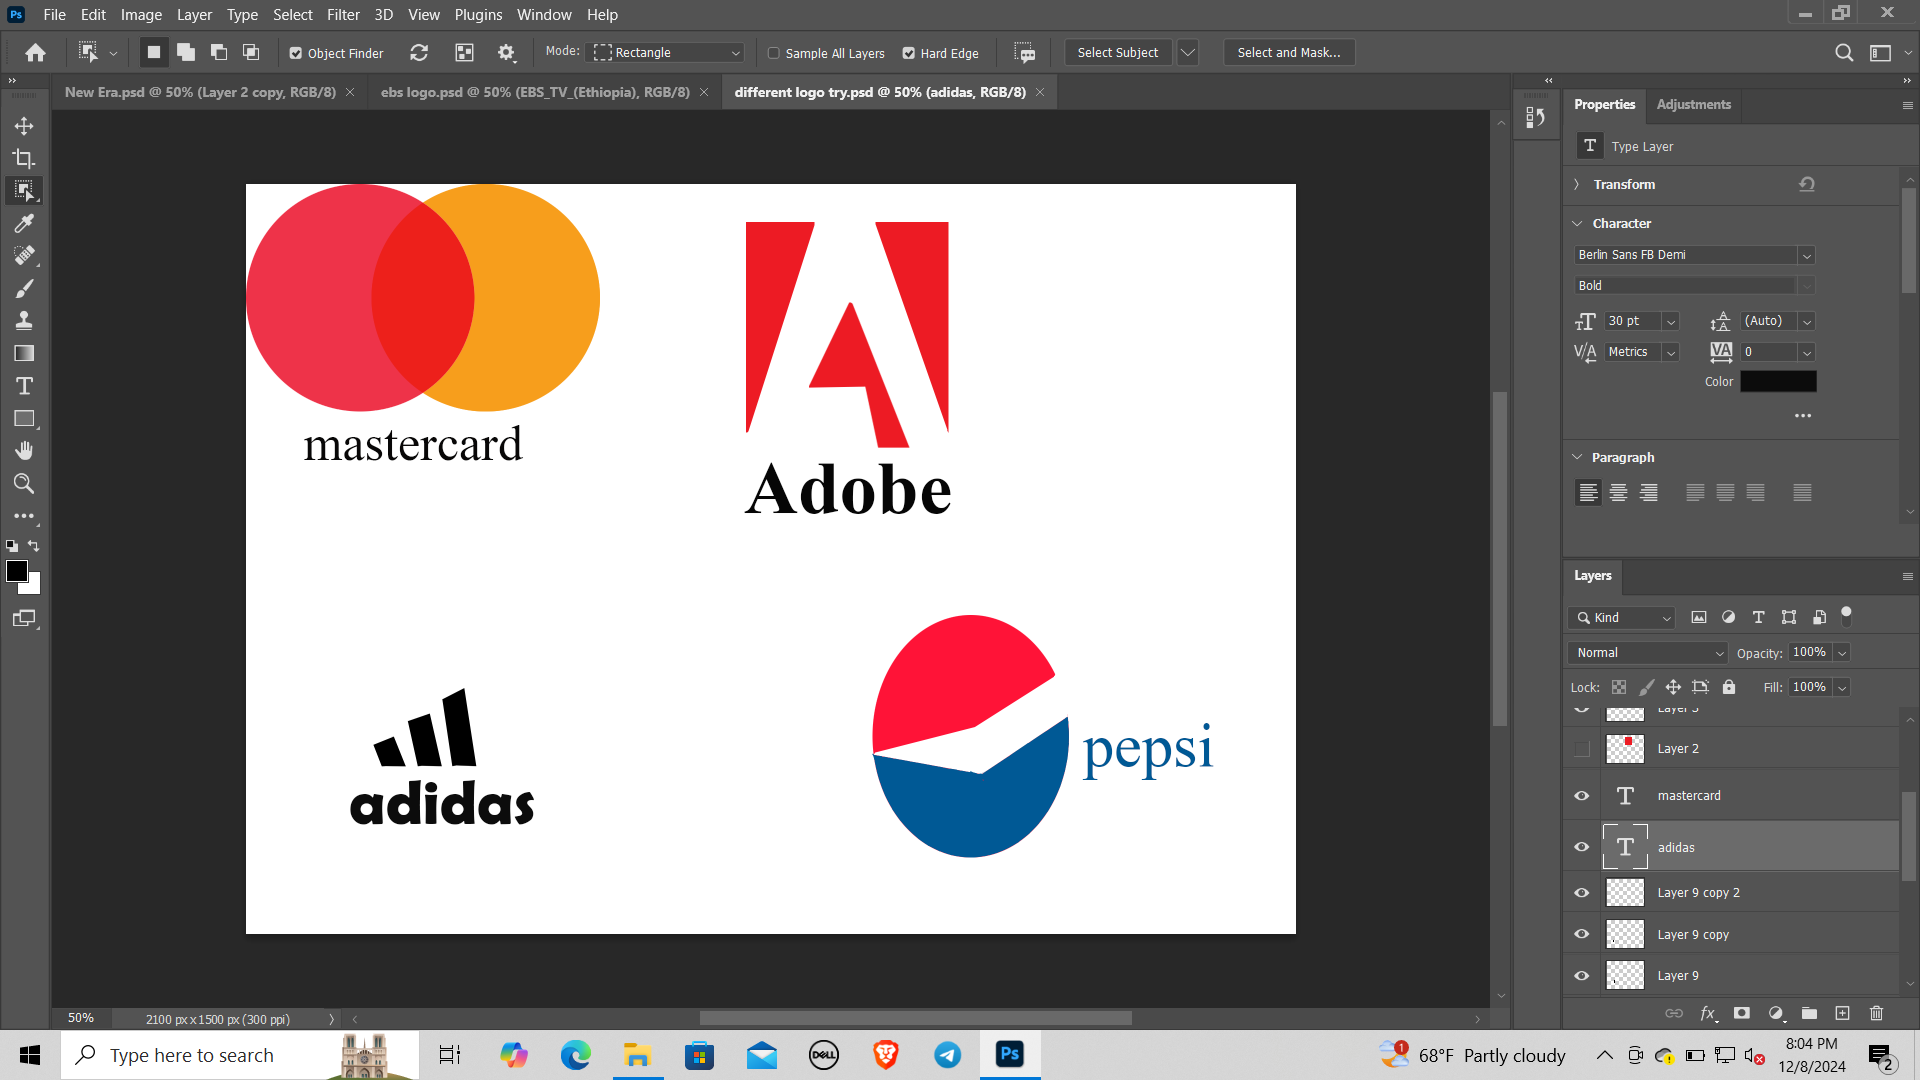 Ps File Edit Image Layer Type Select Filter 3D View Plugins Window Help
Object Finder Mode: Rectangle Sample All Layers Hard Edge Select Subject Select and Mask...
New Era.psd @ 50% (Layer 2 copy, RGB/8) ebs logo.psd @ 50% (EBS_TV_(Ethiopia), RGB/8) different logo try.psd @ 50% (adidas, RGB/8)
mastercard
Adobe
adidas
pepsi
Properties Adjustments
Type Layer
Transform
Character
Berlin Sans FB Demi
Bold
30 pt (Auto)
Metrics 0
Color
Paragraph
Layers
Kind
Normal Opacity: 100%
Lock: Fill: 100%
Layer 2
mastercard
adidas
Layer 9 copy 2
Layer 9 copy
Layer 9
50% 2100 px x 1500 px (300 ppi)
Type here to search DELL Ps 1 68°F Partly cloudy 8:04 PM
12/8/2024 2